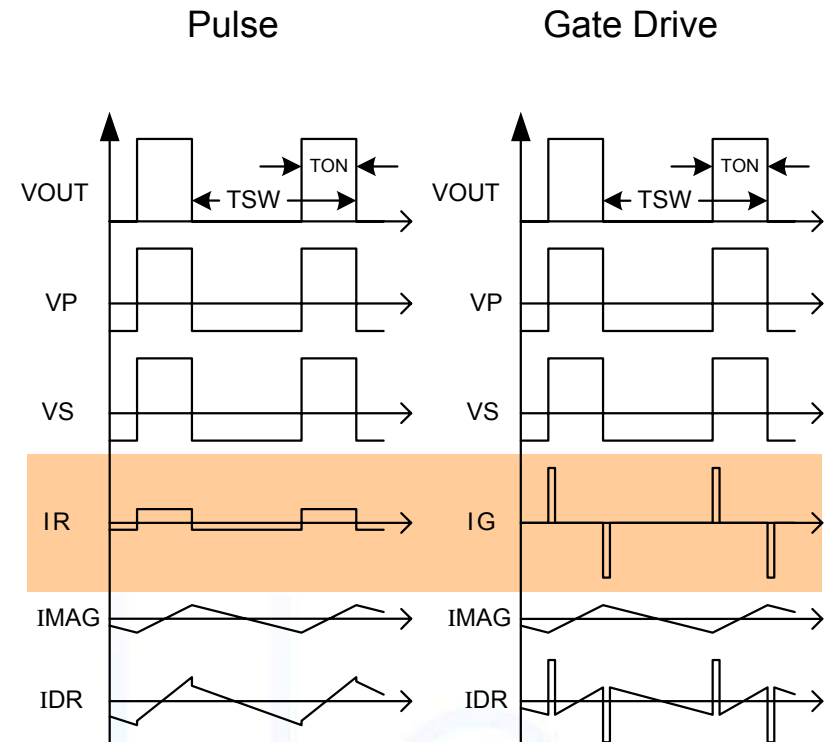 Pulse
Gate Drive
VOUT
TON
TSW
VP
VS
IR
IMAG
IDR
VOUT
TON
TSW
VP
VS
IG
IMAG
IDR